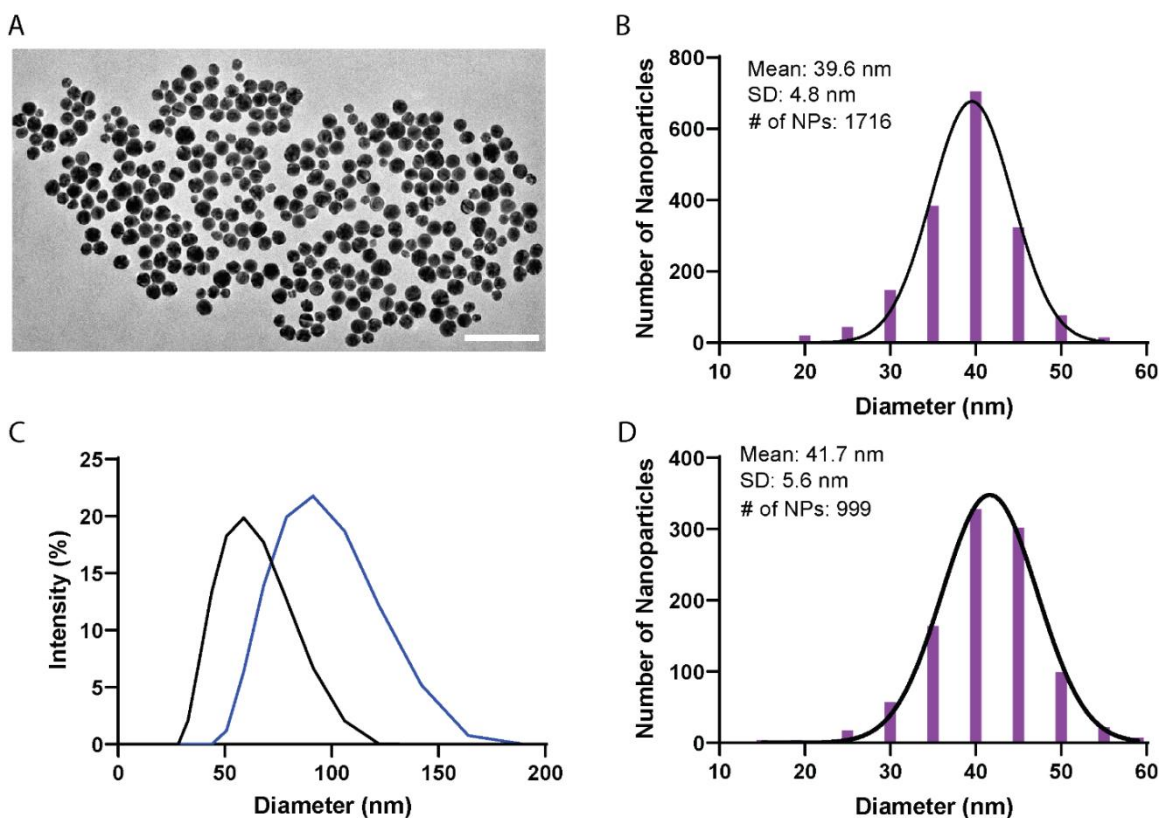 A
B
Number of Nanoparticles
800
600
400
200
0
Mean: 39.6 nm
SD: 4.8 nm
# of NPs: 1716
10 20 30 40 50 60
Diameter (nm)
C
Intensity (%)
25
20
15
10
5
0
0 50 100 150 200
Diameter (nm)
D
Number of Nanoparticles
400
300
200
100
0
Mean: 41.7 nm
SD: 5.6 nm
# of NPs: 999
10 20 30 40 50 60
Diameter (nm)